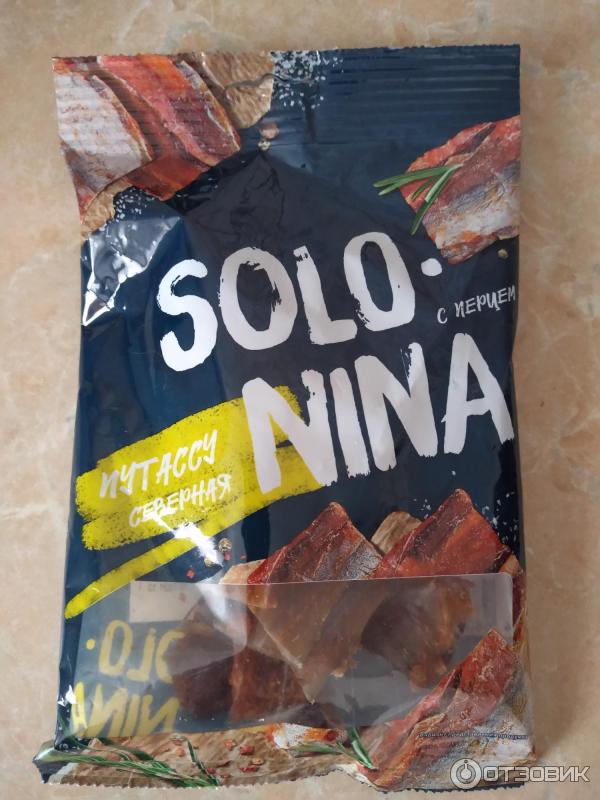 SOLO.
с перцем
NINA
путассу
северная
SOLO.
NINA
ОТЗОВИК